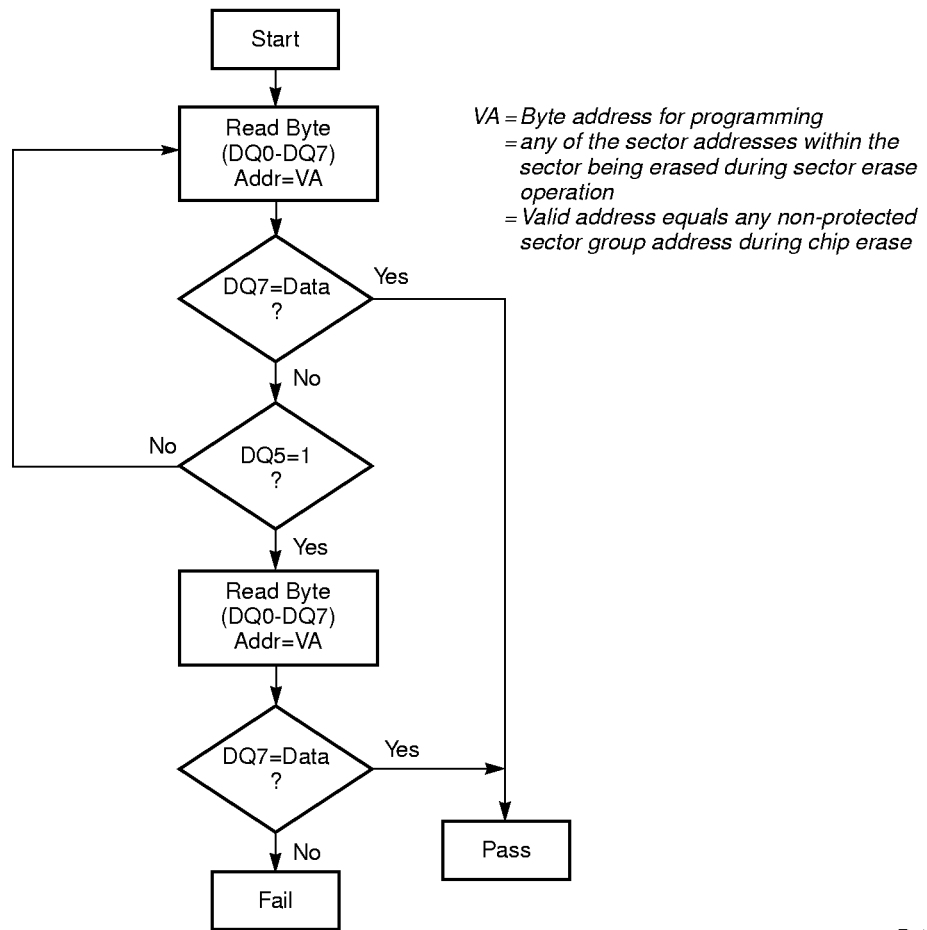 Start
Read Byte
(DQ0-DQ7)
Addr=VA
VA = Byte address for programming
= any of the sector addresses within the
sector being erased during sector erase
operation
= Valid address equals any non-protected
sector group address during chip erase
DQ7=Data
?
Yes
No
DQ5=1
?
No
Yes
Read Byte
(DQ0-DQ7)
Addr=VA
DQ7=Data
?
Yes
No
Pass
Fail